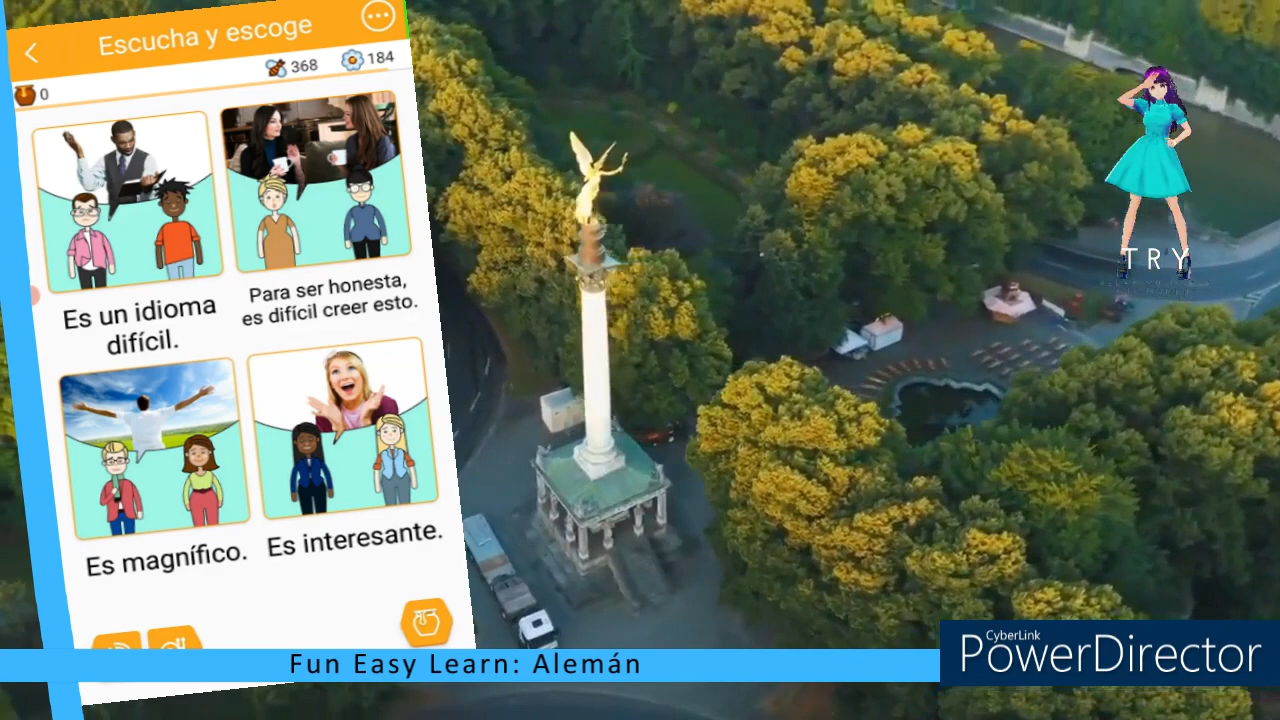 Escucha y escoge
368
184
0
Es un idioma
difícil.
Para ser honesta,
es difícil creer esto.
Es magnífico.
Es interesante.
TRY
Fun Easy Learn: Alemán
CyberLink
PowerDirector